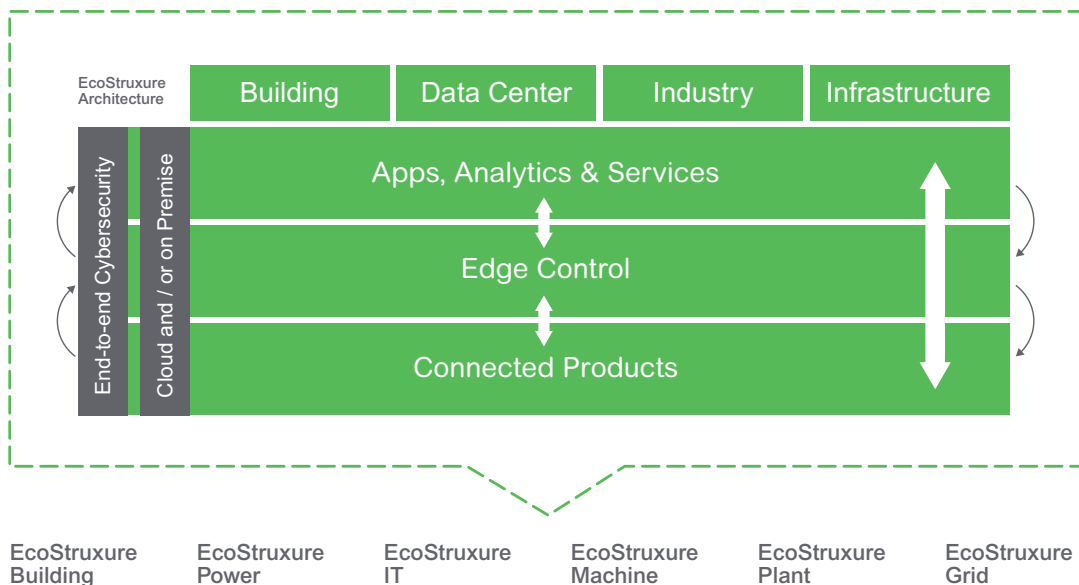 EcoStruxure
Architecture
Building
Data Center
Industry
Infrastructure
End-to-end Cybersecurity
Cloud and / or on Premise
Apps, Analytics & Services
Edge Control
Connected Products
EcoStruxure
Building
EcoStruxure
Power
EcoStruxure
IT
EcoStruxure
Machine
EcoStruxure
Plant
EcoStruxure
Grid